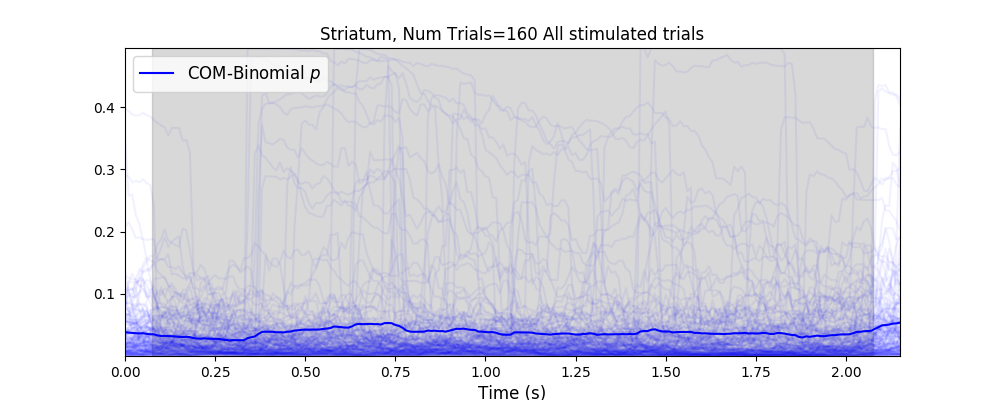 Striatum, Num Trials=160 All stimulated trials
COM-Binomial p
0.4
0.3
0.2
0.1
0.00 0.25 0.50 0.75 1.00 1.25 1.50 1.75 2.00
Time (s)